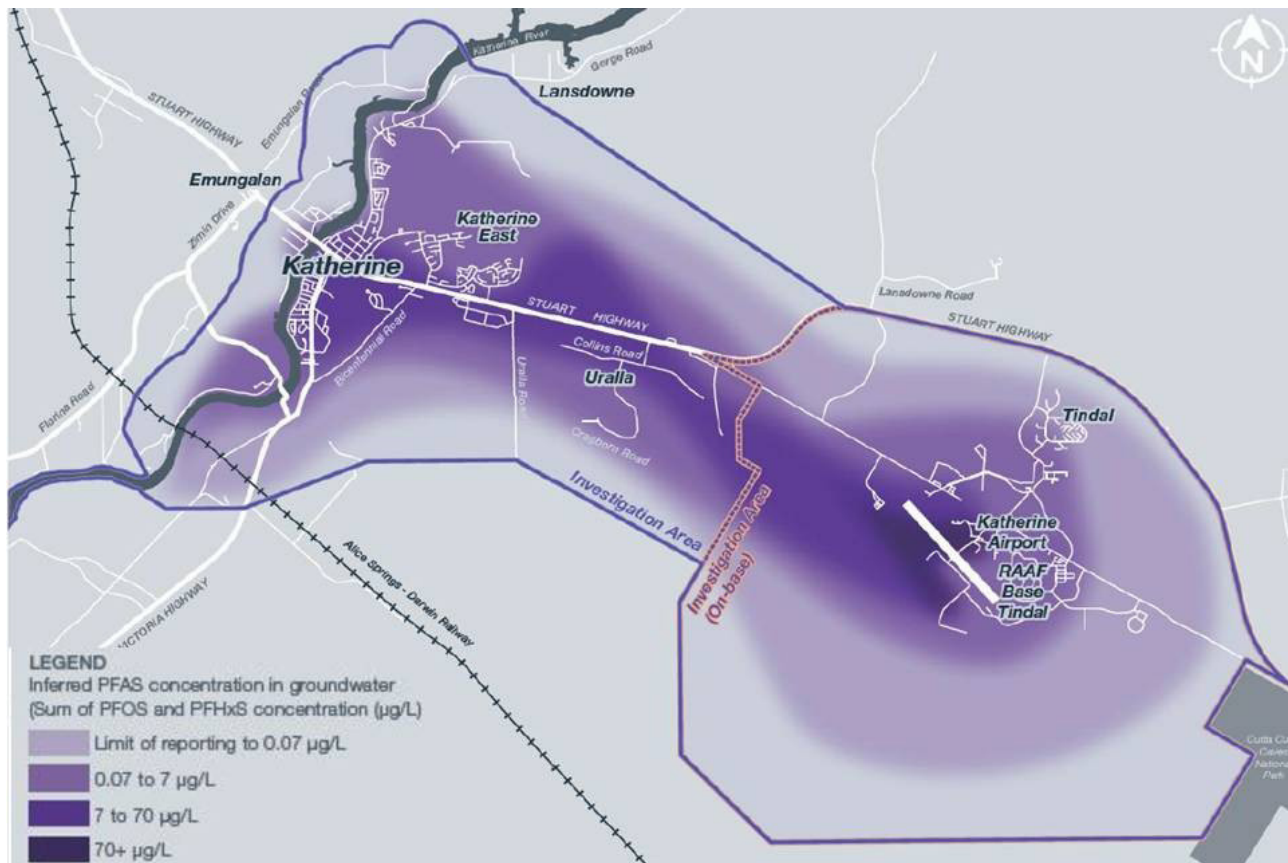 Katherine River
Gorge Road
Lansdowne
STUART HIGHWAY
Emungalan Road
Emungalan
Zimin Drive
Katherine
East
Katherine
STUART HIGHWAY
Lansdowne Road
STUART HIGHWAY
Bicentennial Road
Collins Road
Uralla
Uralla Road
Florina Road
Tindal
Investigation Area
Investigation Area
(On-base)
Katherine
Airport
RAAF
Base
Tindal
Alice Springs - Darwin Railway
VICTORIA HIGHWAY
National
Park
N
LEGEND
Inferred PFAS concentration in groundwater
(Sum of PFOS and PFHxS concentration (µg/L)
Limit of reporting to 0.07 µg/L
0.07 to 7 µg/L
7 to 70 µg/L
70+ µg/L